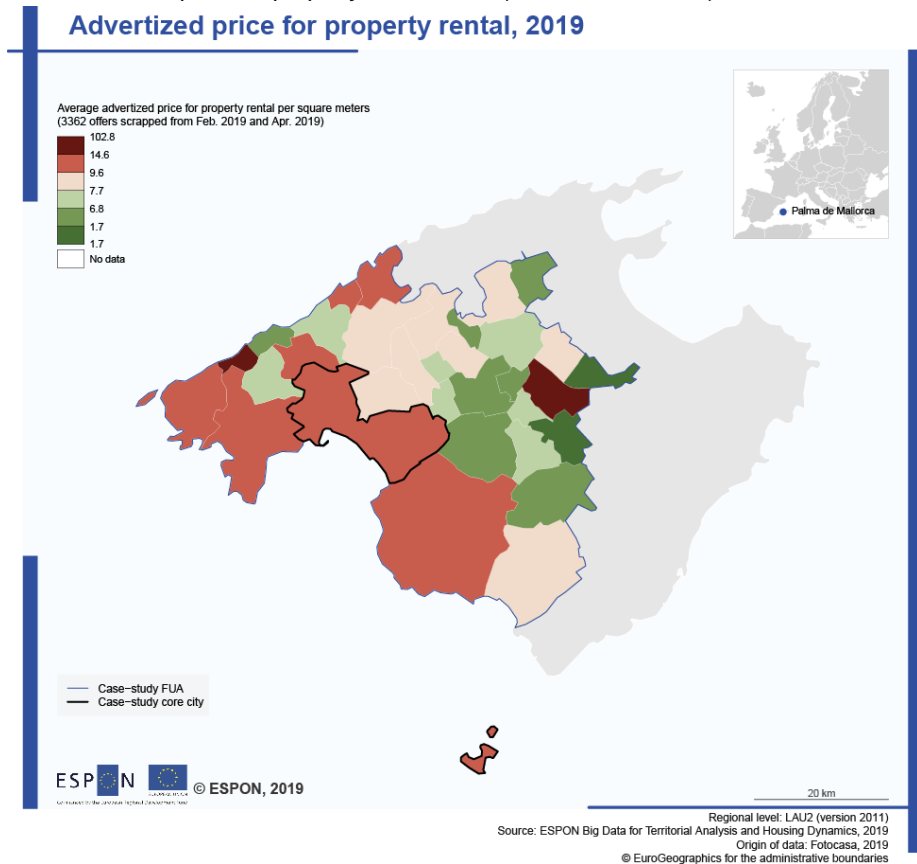 Advertized price for property rental, 2019
Average advertized price for property rental per square meters
(3362 offers scrapped from Feb. 2019 and Apr. 2019)
102.8
14.6
9.6
7.7
6.8
1.7
1.7
No data
Palma de Mallorca
Case-study FUA
Case-study core city
ESPON
© ESPON, 2019
20 km
Regional level: LAU2 (version 2011)
Source: ESPON Big Data for Territorial Analysis and Housing Dynamics, 2019
Origin of data: Fotocasa, 2019
© EuroGeographics for the administrative boundaries